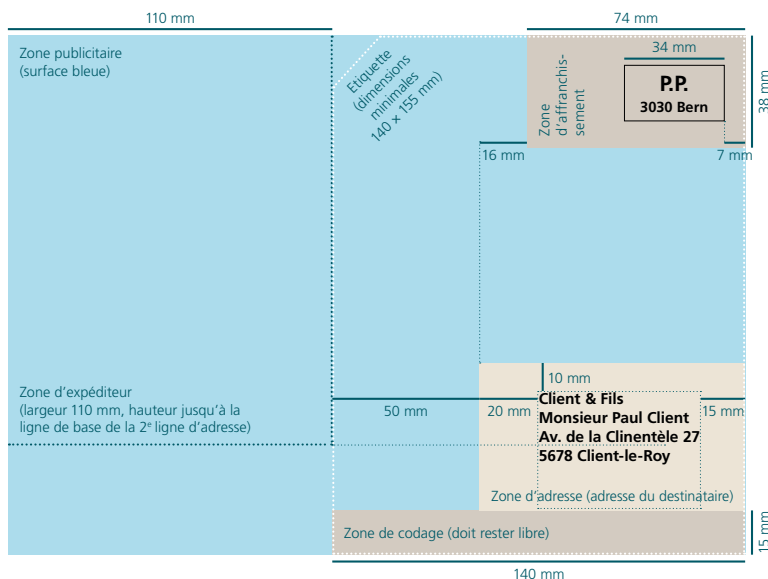 110 mm
74 mm
Zone publicitaire
(surface bleue)
Etiquette
(dimensions
minimales
140 × 155 mm)
Zone
d'affranchis-
sement
34 mm
P.P.
3030 Bern
38 mm
16 mm
7 mm
Zone d'expéditeur
(largeur 110 mm, hauteur jusqu'à la
ligne de base de la 2e ligne d'adresse)
10 mm
50 mm
20 mm
15 mm
Client & Fils
Monsieur Paul Client
Av. de la Clinentèle 27
5678 Client-le-Roy
Zone d'adresse (adresse du destinataire)
Zone de codage (doit rester libre)
15 mm
140 mm